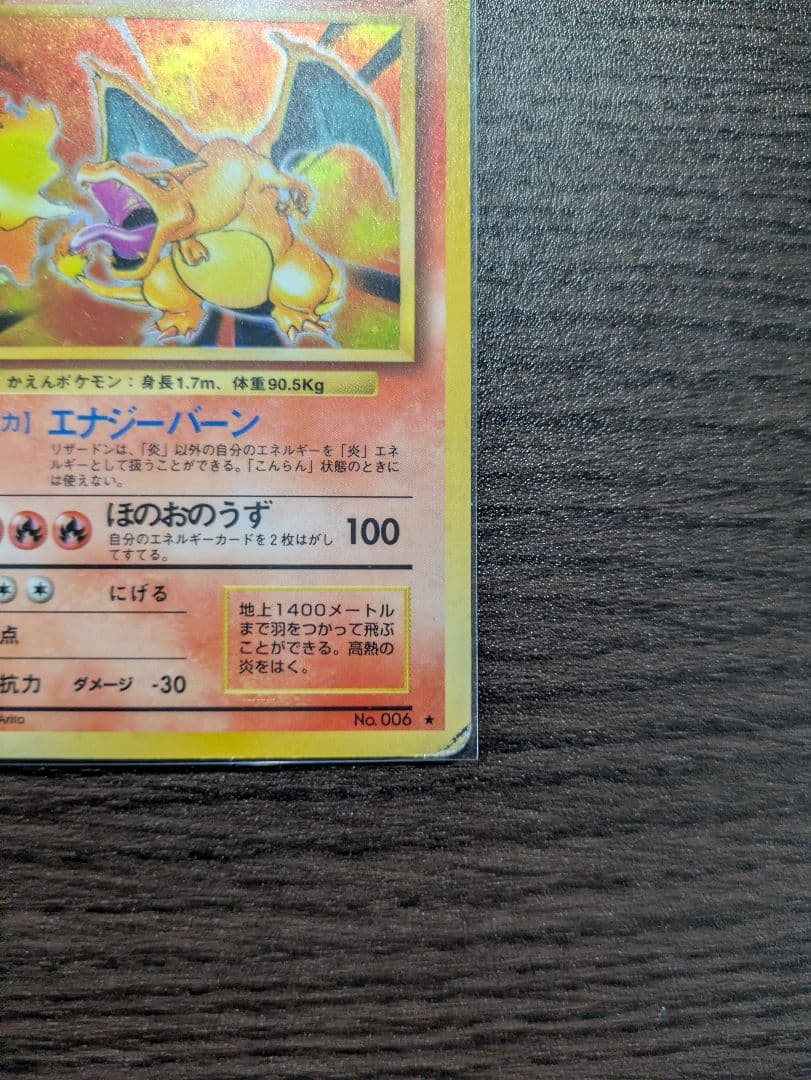 かえんポケモン:身長1.7m、体重90.5Kg
力】エナジーバーン
リザードンは、「炎」以外の自分のエネルギーを「炎」エネ
ルギーとして扱うことができる。「こんらん」状態のときに
は使えない。
ほのおのうず 100
自分のエネルギーカードを2枚はがし
てすてる。
にげる
点
抗力 ダメージ -30
地上1400メートル
まで羽をつかって飛ぶ
ことができる。高熱の
炎をはく。
Arita
No. 006 ★